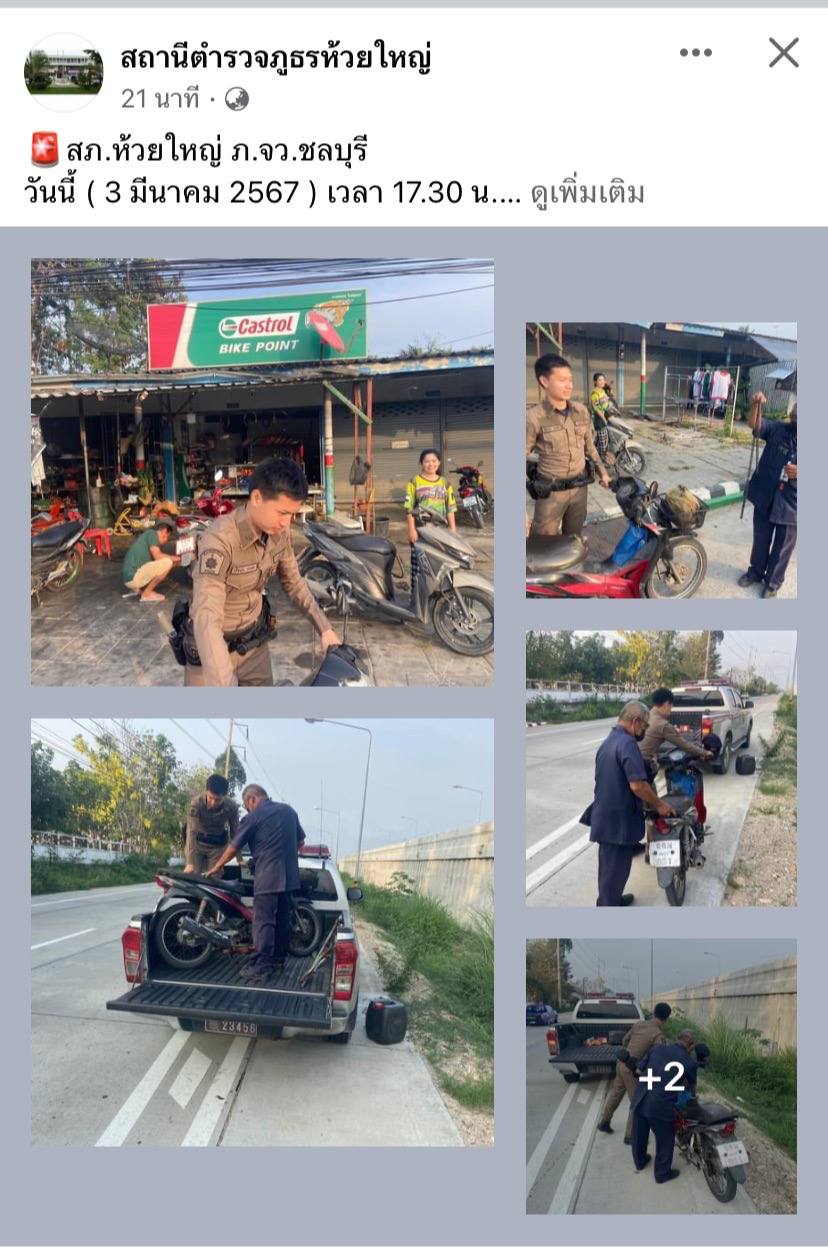 สถานีตำรวจภูธรห้วยใหญ่
21 นาที ·
สภ.ห้วยใหญ่ ภ.จว.ชลบุรี
วันนี้ ( 3 มีนาคม 2567 ) เวลา 17.30 น.... ดูเพิ่มเติม
Castrol
BIKE POINT
23456
+2